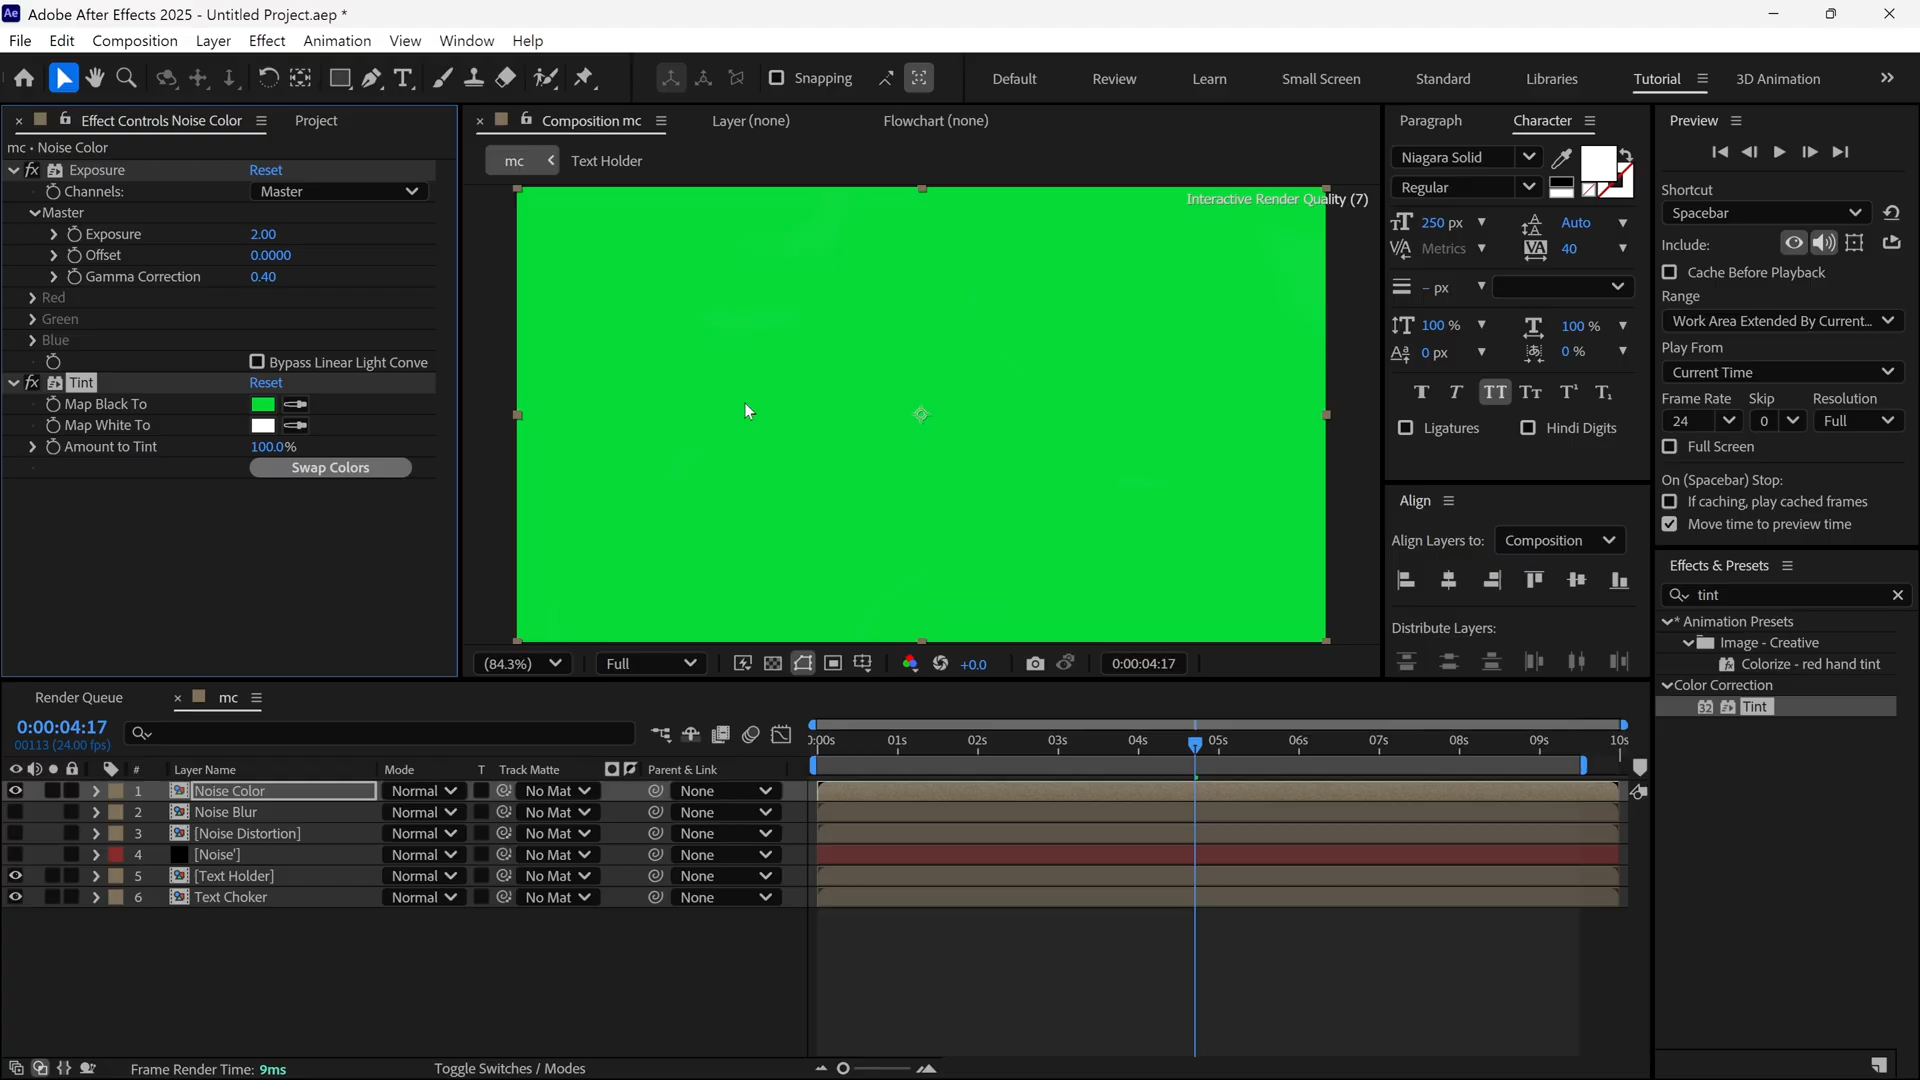 Ae Adobe After Effects 2025 - Untitled Project.aep *
File Edit Composition Layer Effect Animation View Window Help
Snapping Default Review Learn Small Screen Standard Libraries Tutorial 3D Animation
Effect Controls Noise Color Project
mc • Noise Color
fx Exposure Reset
Channels: Master
Master
Exposure 2.00
Offset 0.0000
Gamma Correction 0.40
Red
Green
Blue
Bypass Linear Light Conve
fx Tint Reset
Map Black To
Map White To
Amount to Tint 100.0%
Swap Colors
Composition mc Layer (none) Flowchart (none)
mc Text Holder
Interactive Render Quality (7)
(84.3%) Full +0.0 0:00:04:17
Paragraph Character
Niagara Solid
Regular
250 px Auto
Metrics 40
– px
100 % 100 %
0 px 0 %
T T TT Tт T¹ T₁
Ligatures Hindi Digits
Align
Align Layers to: Composition
Distribute Layers:
Preview
Shortcut
Spacebar
Include:
Cache Before Playback
Range
Work Area Extended By Current...
Play From
Current Time
Frame Rate Skip Resolution
24 0 Full
Full Screen
On (Spacebar) Stop:
If caching, play cached frames
Move time to preview time
Effects & Presets
tint
* Animation Presets
Image - Creative
Colorize - red hand tint
Color Correction
32 Tint
Render Queue mc
0:00:04:17
00113 (24.00 fps)
0:00s 01s 02s 03s 04s 05s 06s 07s 08s 09s 10s
# Layer Name Mode T Track Matte Parent & Link
1 Noise Color Normal No Mat None
2 Noise Blur Normal No Mat None
3 [Noise Distortion] Normal No Mat None
4 [Noise'] Normal No Mat None
5 [Text Holder] Normal No Mat None
6 Text Choker Normal No Mat None
Frame Render Time: 9ms Toggle Switches / Modes